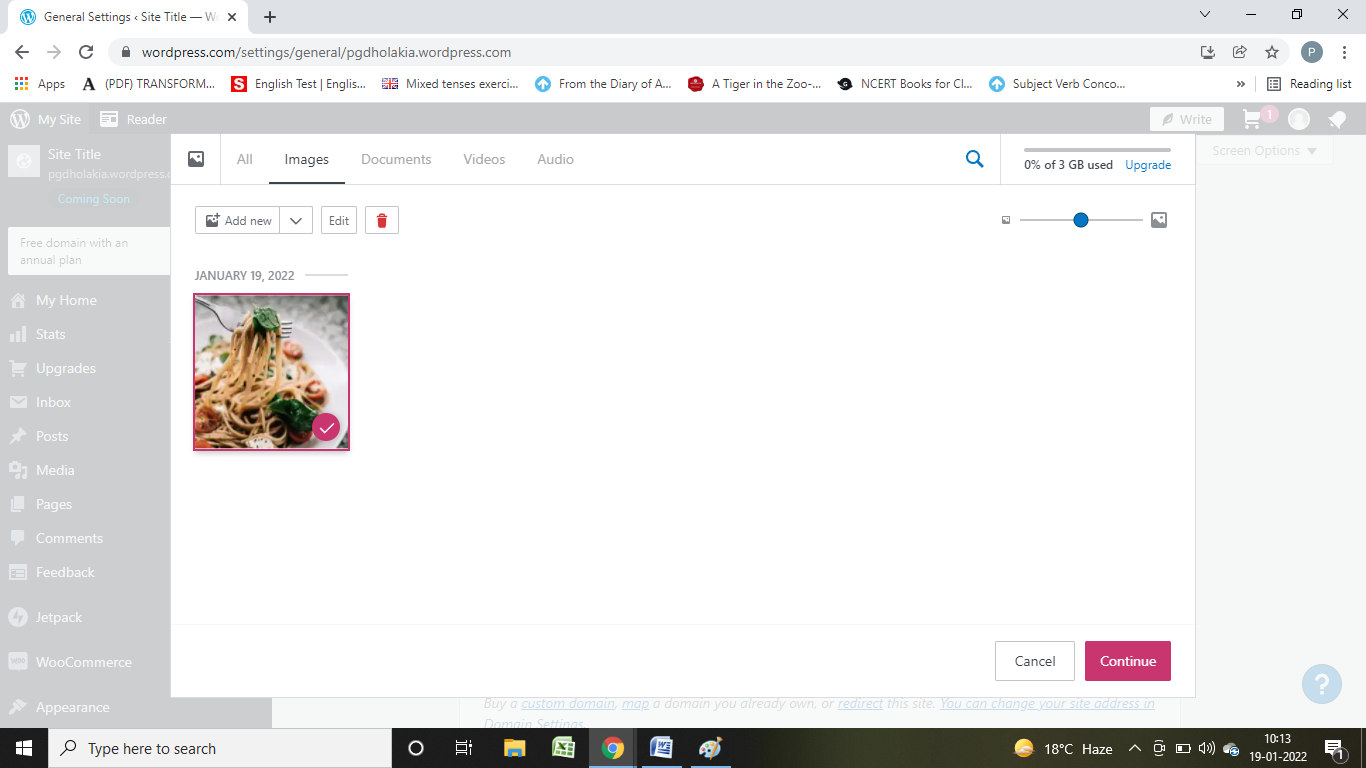 General Settings ‹ Site Title — W
wordpress.com/settings/general/pgdholakia.wordpress.com
P
Apps
A (PDF) TRANSFORM...
S English Test | Englis...
Mixed tenses exerci...
From the Diary of A...
A Tiger in the Zoo-...
NCERT Books for Cl...
Subject Verb Conco...
»
Reading list
My Site
Reader
Write
1
Site Title
pgdholakia.wordpress.c
Coming Soon
Free domain with an
annual plan
My Home
Stats
Upgrades
Inbox
Posts
Media
Pages
Comments
Feedback
Jetpack
WooCommerce
Appearance
All
Images
Documents
Videos
Audio
0% of 3 GB used
Upgrade
Screen Options
Add new
Edit
JANUARY 19, 2022
Cancel
Continue
?
Buy a custom domain, map a domain you already own, or redirect this site. You can change your site address in
Domain Settings.
Type here to search
18°C Haze
10:13
19-01-2022
1